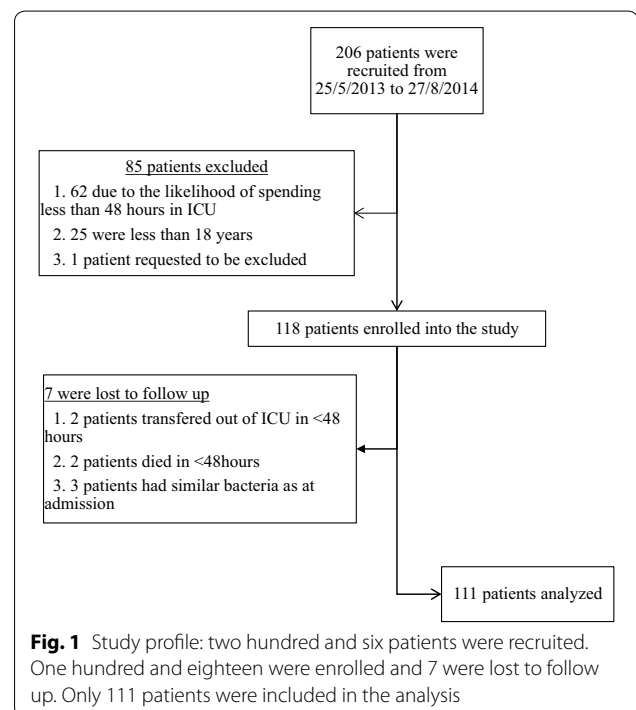 206 patients were
recruited from
25/5/2013 to 27/8/2014
85 patients excluded
1. 62 due to the likelihood of spending
less than 48 hours in ICU
2. 25 were less than 18 years
3. 1 patient requested to be excluded
118 patients enrolled into the study
7 were lost to follow up
1. 2 patients transfered out of ICU in <48
hours
2. 2 patients died in <48hours
3. 3 patients had similar bacteria as at
admission
111 patients analyzed
Fig. 1 Study profile: two hundred and six patients were recruited.
One hundred and eighteen were enrolled and 7 were lost to follow
up. Only 111 patients were included in the analysis